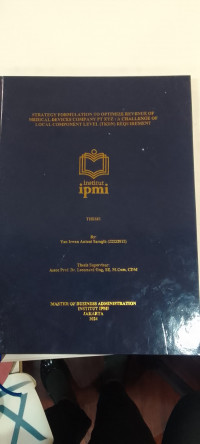 STRATEGY FORMULATION TO OPTIMIZE REVENUE OF
MEDICAL DEVICES COMPANY PT XYZ : A CHALLENGE OF
LOCAL COMPONENT LEVEL (TKDN) REQUIREMENT
institut
ipmi
THESIS
By:
Thesis Supervisor:
MASTER OF BUSINESS ADMINISTRATION
INSTITUT IPMI
JAKARTA